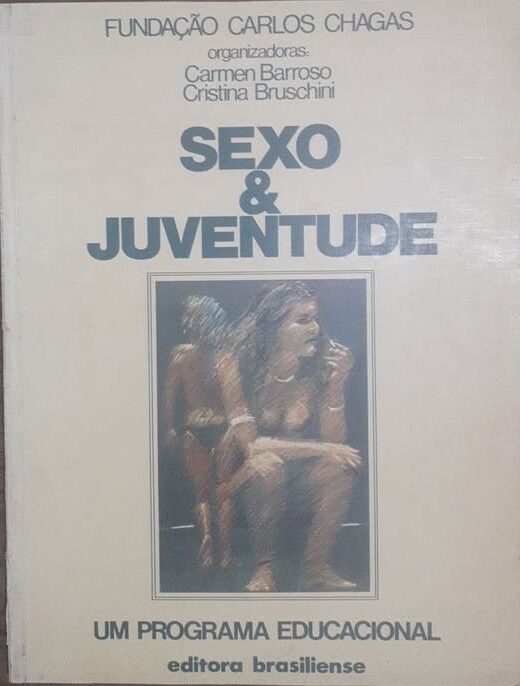 FUNDAÇÃO CARLOS CHAGAS
organizadoras:
Carmen Barroso
Cristina Bruschini
SEXO
&
JUVENTUDE
UM PROGRAMA EDUCACIONAL
editora brasiliense